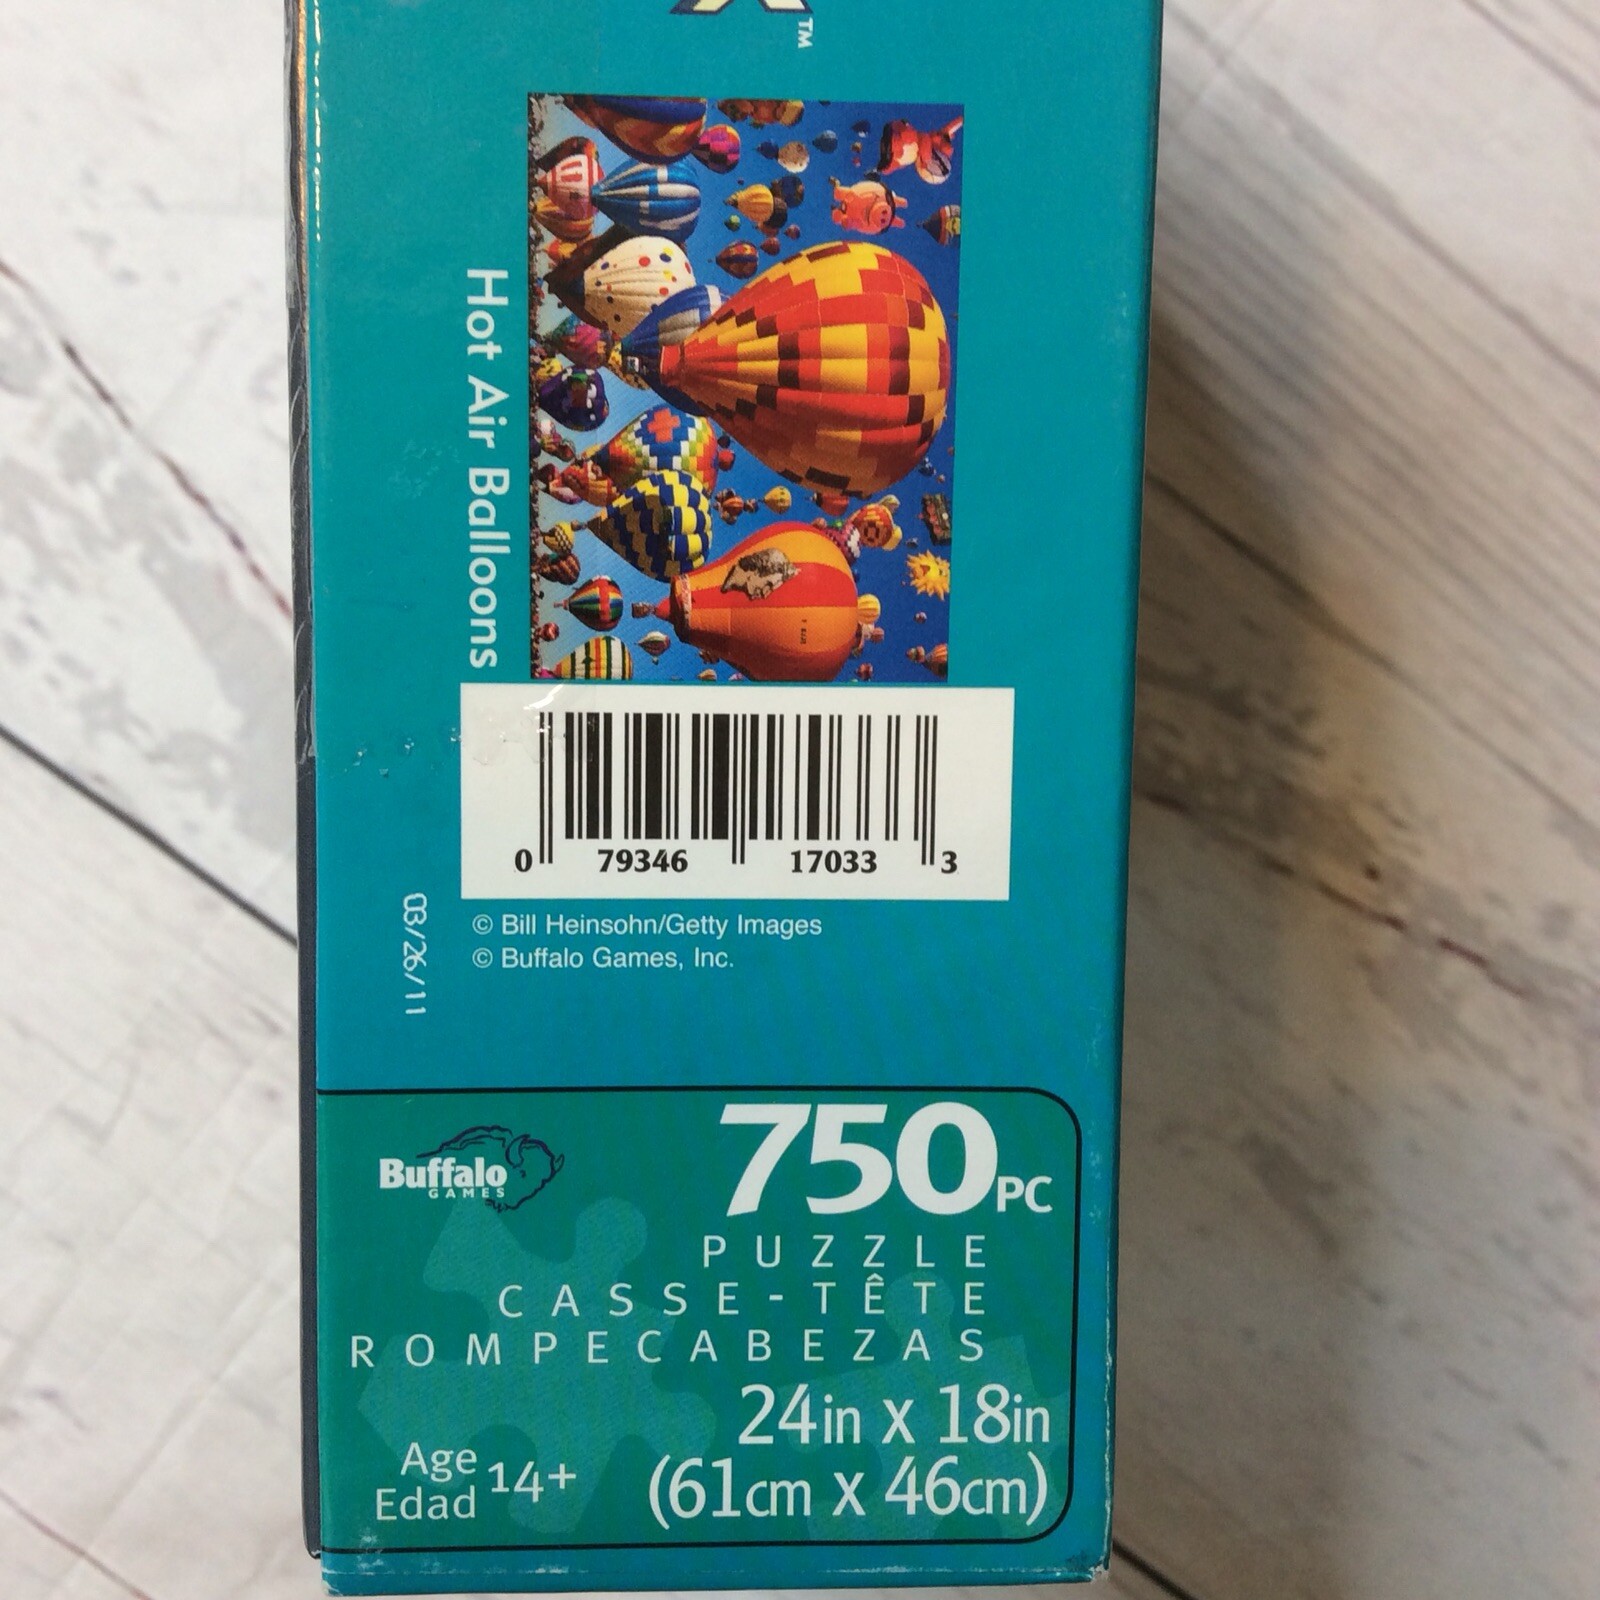 TM
Hot Air Balloons
0 79346 17033 3
© Bill Heinsohn/Getty Images
© Buffalo Games, Inc.
03/26/11
Buffalo
GAMES
750PC
PUZZLE
CASSE-TÊTE
ROMPECABEZAS
24in x 18in
(61cm x 46cm)
Age
Edad
14+